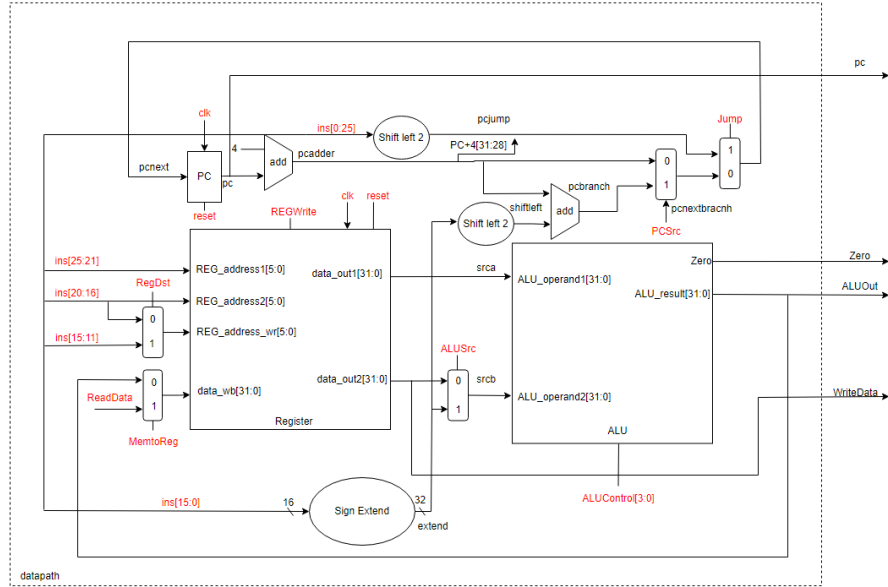 pc
clk
ins[0:25]
Shift left 2
pcjump
Jump
PC+4[31:28]
4
add
pcadder
0
1
1
0
pcnext
PC
pc
reset
clk
reset
REGWrite
Shift left 2
shiftleft
add
pcbranch
pcnextbracnh
PCSrc
ins[25:21]
REG_address1[5:0]
data_out1[31:0]
srca
ALU_operand1[31:0]
Zero
Zero
ins[20:16]
RegDst
REG_address2[5:0]
ALU_result[31:0]
ALUOut
0
1
ins[15:11]
REG_address_wr[5:0]
ALUSrc
0
1
ReadData
MemtoReg
data_wb[31:0]
data_out2[31:0]
0
1
srcb
ALU_operand2[31:0]
WriteData
Register
ALU
ALUControl[3:0]
ins[15:0]
16
Sign Extend
32
extend
datapath